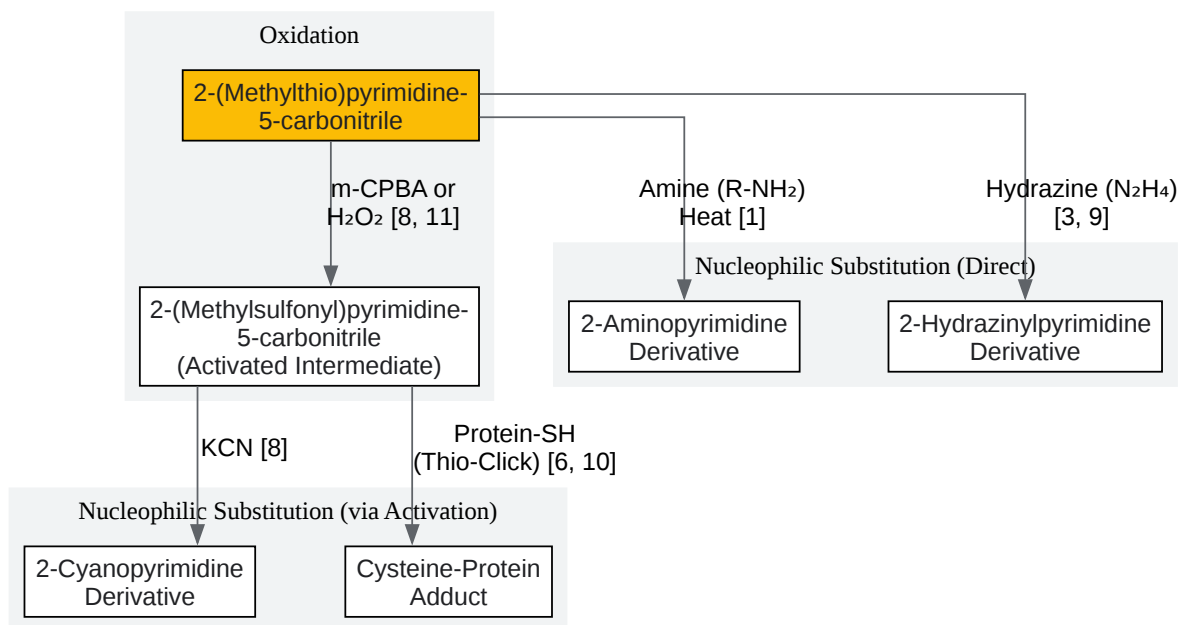 Oxidation
2-(Methylthio)pyrimidine-
5-carbonitrile
m-CPBA or
H₂O₂ [8, 11]
Amine (R-NH₂)
Heat [1]
Hydrazine (N₂H₄)
[3, 9]
Nucleophilic Substitution (Direct)
2-(Methylsulfonyl)pyrimidine-
5-carbonitrile
(Activated Intermediate)
2-Aminopyrimidine
Derivative
2-Hydrazinylpyrimidine
Derivative
KCN [8]
Protein-SH
(Thio-Click) [6, 10]
Nucleophilic Substitution (via Activation)
2-Cyanopyrimidine
Derivative
Cysteine-Protein
Adduct